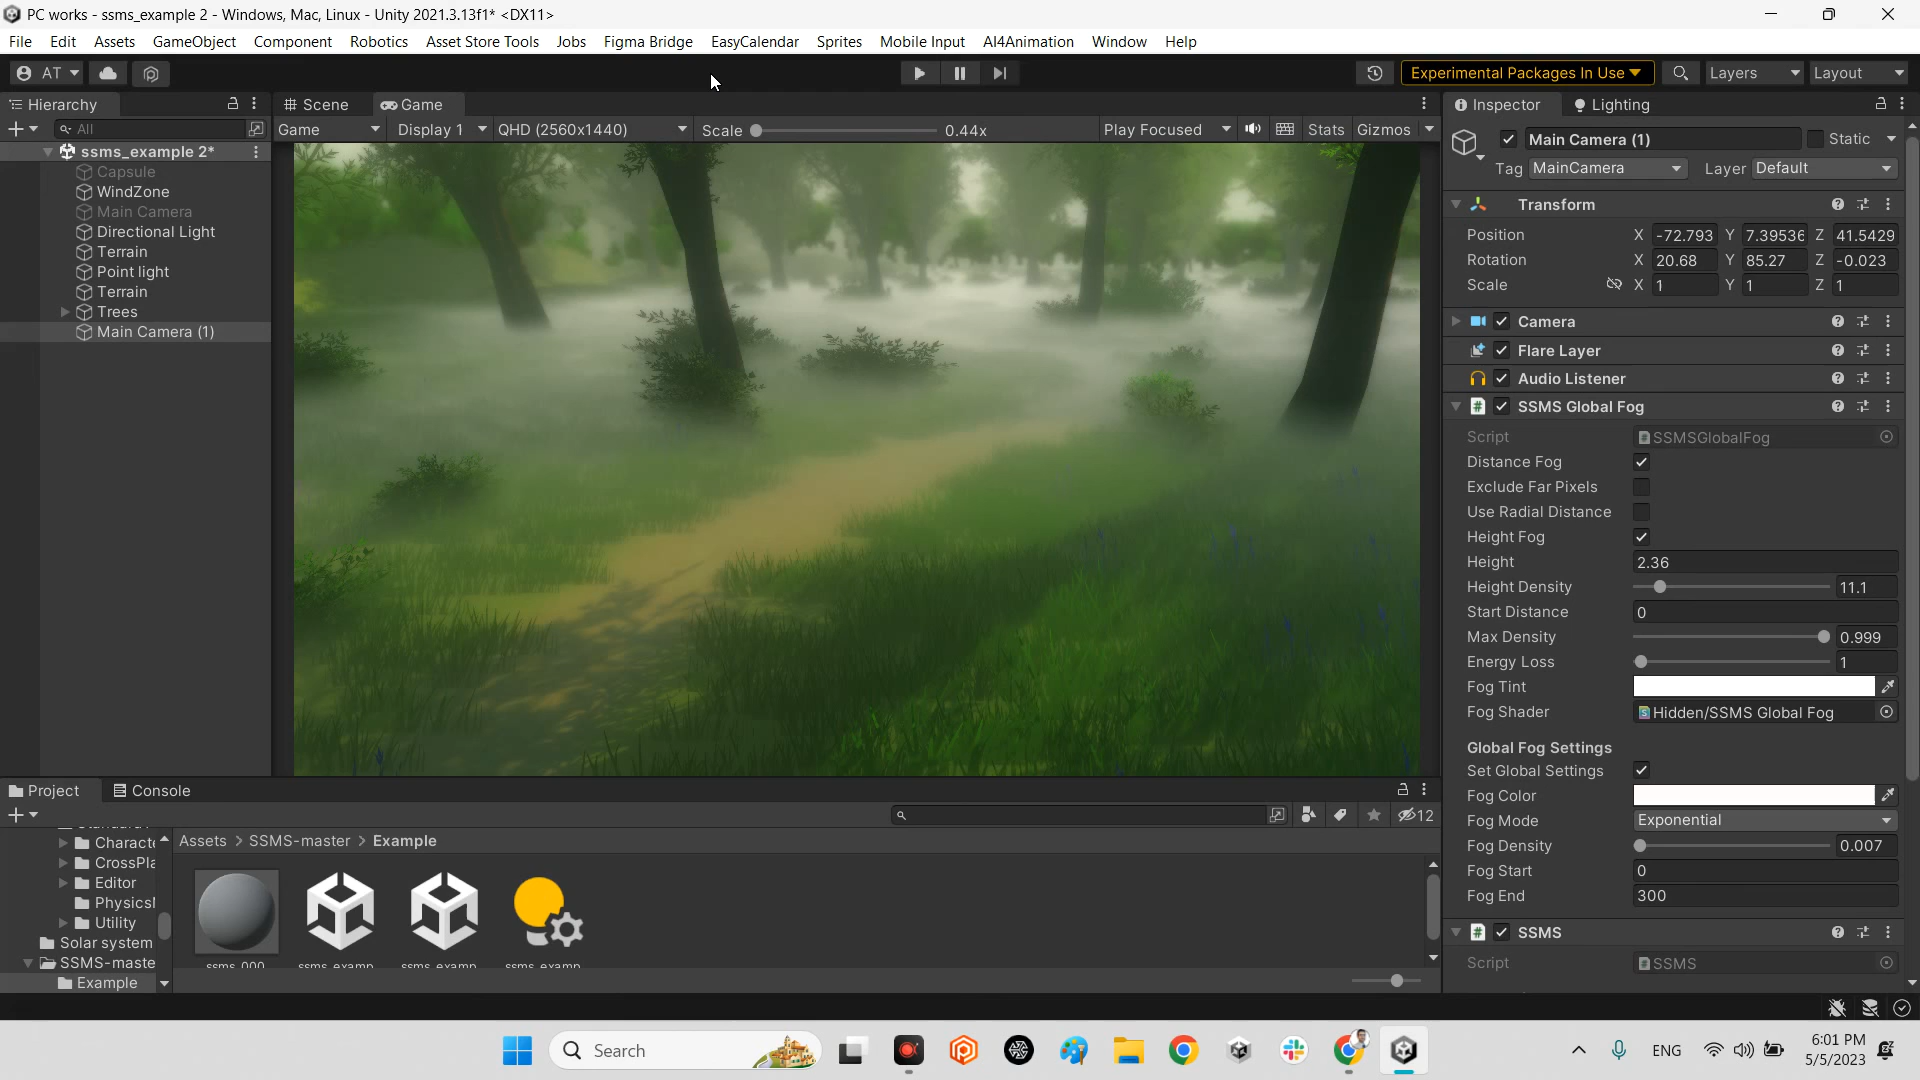 PC works - ssms_example 2 - Windows, Mac, Linux - Unity 2021.3.13f1* <DX11>
File Edit Assets GameObject Component Robotics Asset Store Tools Jobs Figma Bridge EasyCalendar Sprites Mobile Input AI4Animation Window Help
AT Experimental Packages In Use Layers Layout
Hierarchy Scene Game Inspector Lighting
All Game Display 1 QHD (2560x1440) Scale 0.44x Play Focused Stats Gizmos
Main Camera (1) Static
ssms_example 2*
Tag MainCamera Layer Default
Capsule
WindZone
Main Camera
Directional Light
Terrain
Point light
Terrain
Trees
Main Camera (1)
Transform
Position X -72.793 Y 7.39536 Z 41.5429
Rotation X 20.68 Y 85.27 Z -0.023
Scale X 1 Y 1 Z 1
Camera
Flare Layer
Audio Listener
SSMS Global Fog
Script SSMSGlobalFog
Distance Fog
Exclude Far Pixels
Use Radial Distance
Height Fog
Height 2.36
Height Density 11.1
Start Distance 0
Max Density 0.999
Energy Loss 1
Fog Tint
Fog Shader Hidden/SSMS Global Fog
Global Fog Settings
Set Global Settings
Fog Color
Fog Mode Exponential
Fog Density 0.007
Fog Start 0
Fog End 300
SSMS
Script SSMS
Project Console
12
Assets > SSMS-master > Example
Characte
CrossPla
Editor
PhysicsI
Utility
Solar system
SSMS-maste
Example
ssms_000 ssms_examp ssms_examp ssms_examp
Search
ENG
6:01 PM
5/5/2023